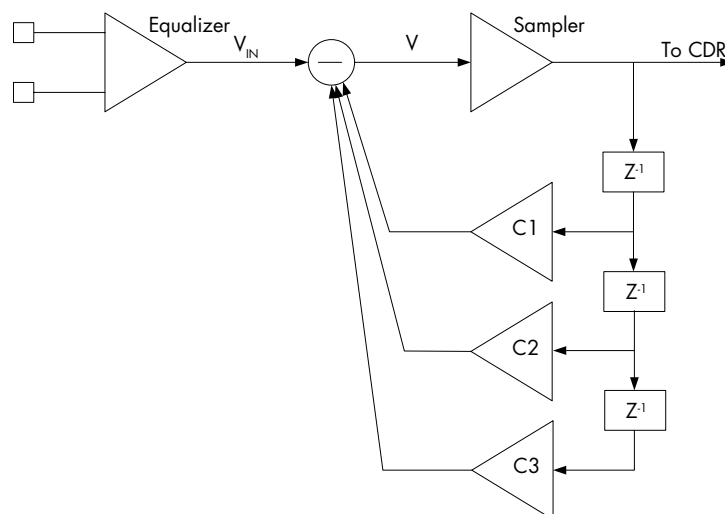 Equalizer
V_IN
V
Sampler
To CDR
Z⁻¹
C1
Z⁻¹
C2
Z⁻¹
C3